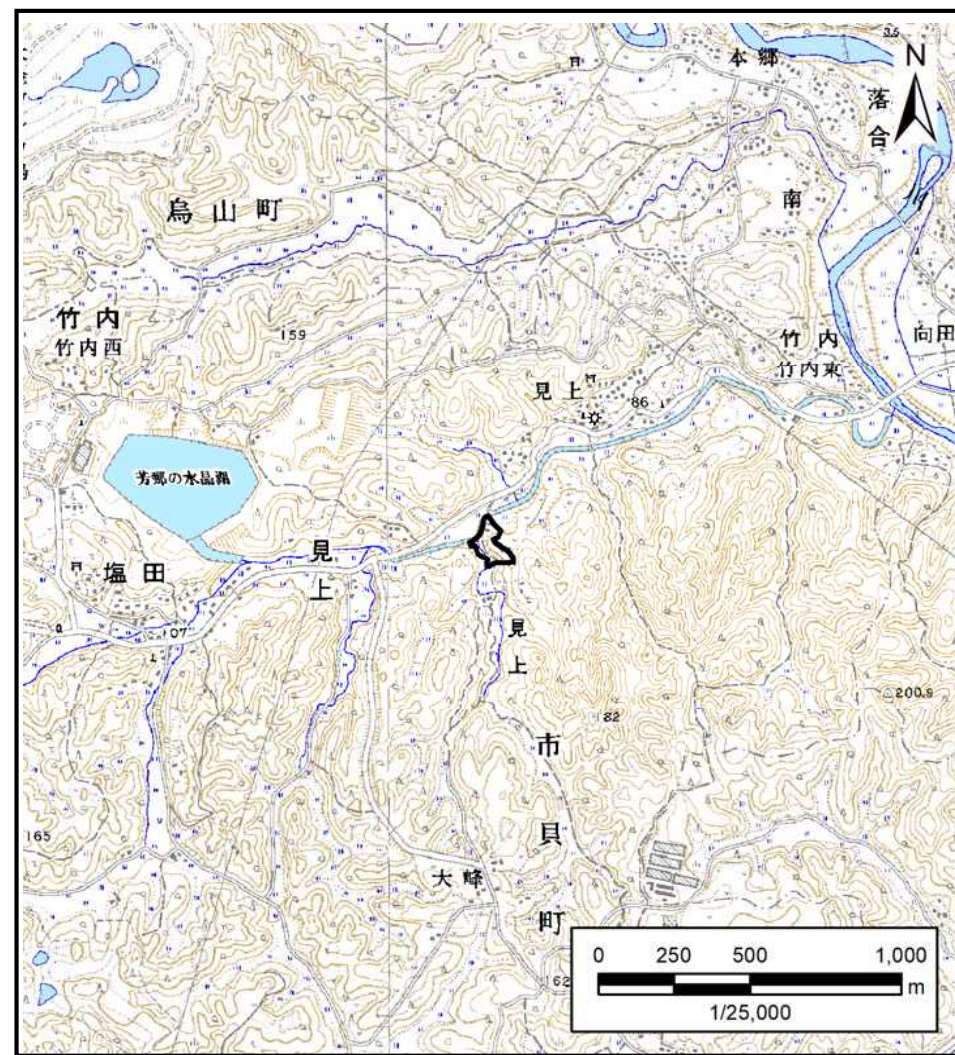 本郷
N
落合
烏山町
南
竹内
竹内西
159
竹内
竹内東
向田
見上
86
芳那の水晶湖
見上
塩田
107
見上
200.9
182
市貝町
165
大峰
162
0 250 500 1,000
m
1/25,000